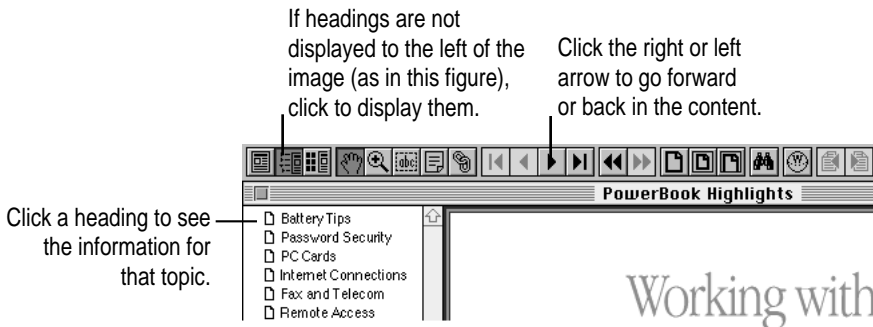 If headings are not
displayed to the left of the
image (as in this figure),
click to display them.
Click the right or left
arrow to go forward
or back in the content.
abc
W
PowerBook Highlights
Click a heading to see
the information for
that topic.
Battery Tips
Password Security
PC Cards
Internet Connections
Fax and Telecom
Remote Access
Working with